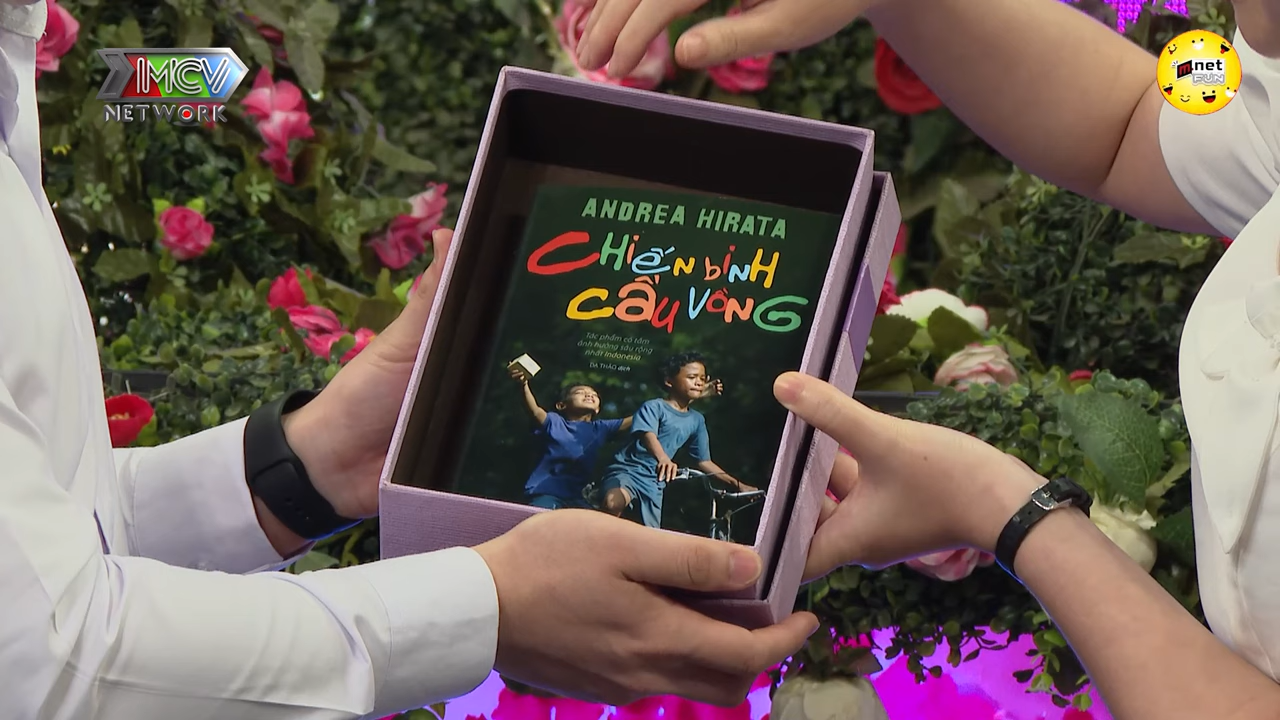 MCV
NETWORK
m.net
FUN
ANDREA HIRATA
CHIẾN BINH
CẦU VỒNG
Tác phẩm có tầm
ảnh hưởng sâu rộng
nhất Indonesia
DẠ THẢO dịch